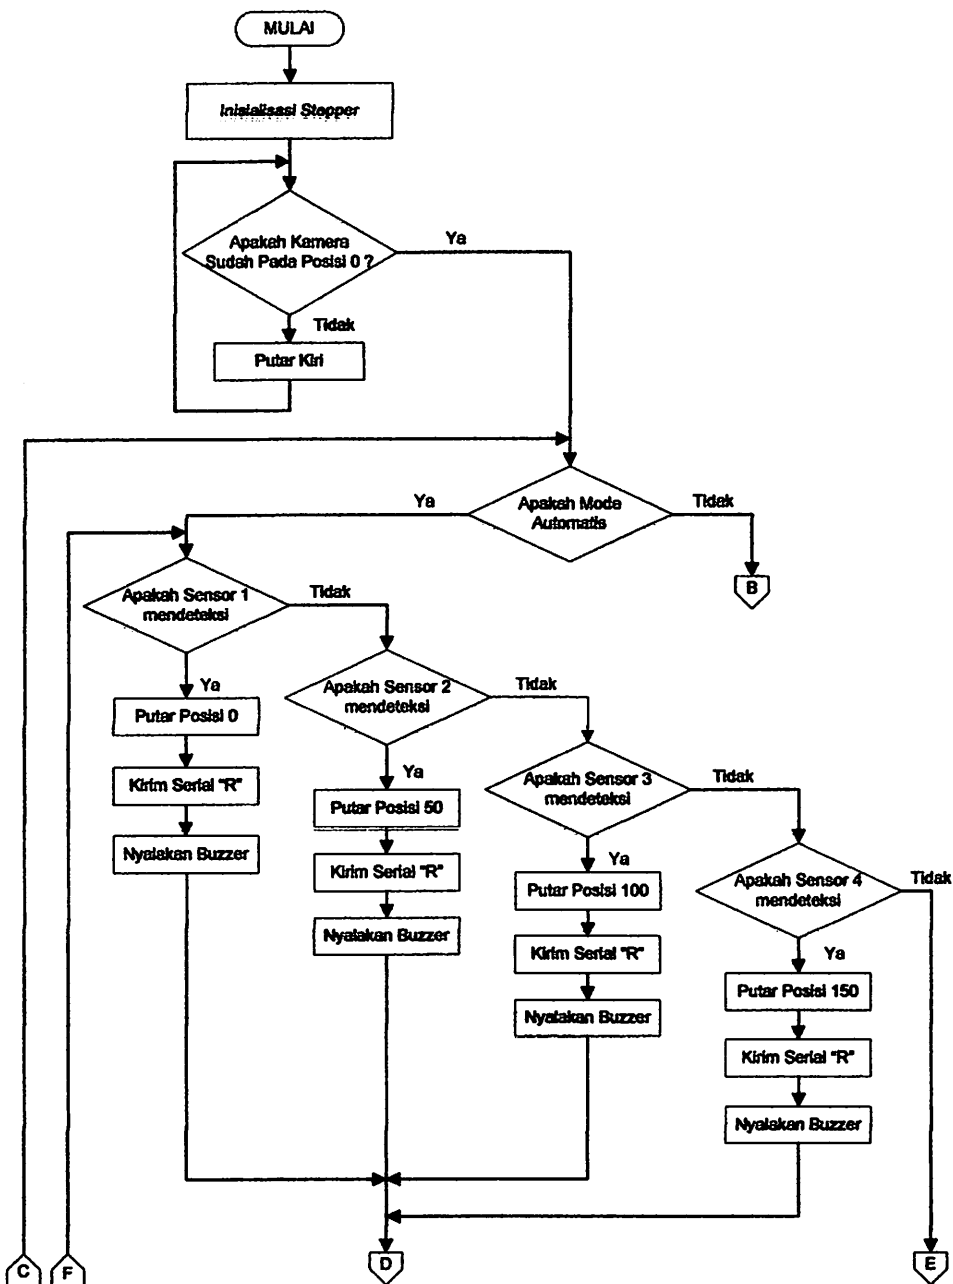 MULAI
Inisialisasi Stepper
Apakah Kamera
Sudah Pada Posisi 0 ?
Ya
Tidak
Putar Kiri
Apakah Mode
Automatis
Ya
Tidak
B
Apakah Sensor 1
mendeteksi
Tidak
Ya
Putar Posisi 0
Kirim Serial "R"
Nyalakan Buzzer
Apakah Sensor 2
mendeteksi
Tidak
Ya
Putar Posisi 50
Kirim Serial "R"
Nyalakan Buzzer
Apakah Sensor 3
mendeteksi
Tidak
Ya
Putar Posisi 100
Kirim Serial "R"
Nyalakan Buzzer
Apakah Sensor 4
mendeteksi
Tidak
Ya
Putar Posisi 150
Kirim Serial "R"
Nyalakan Buzzer
C
F
D
E